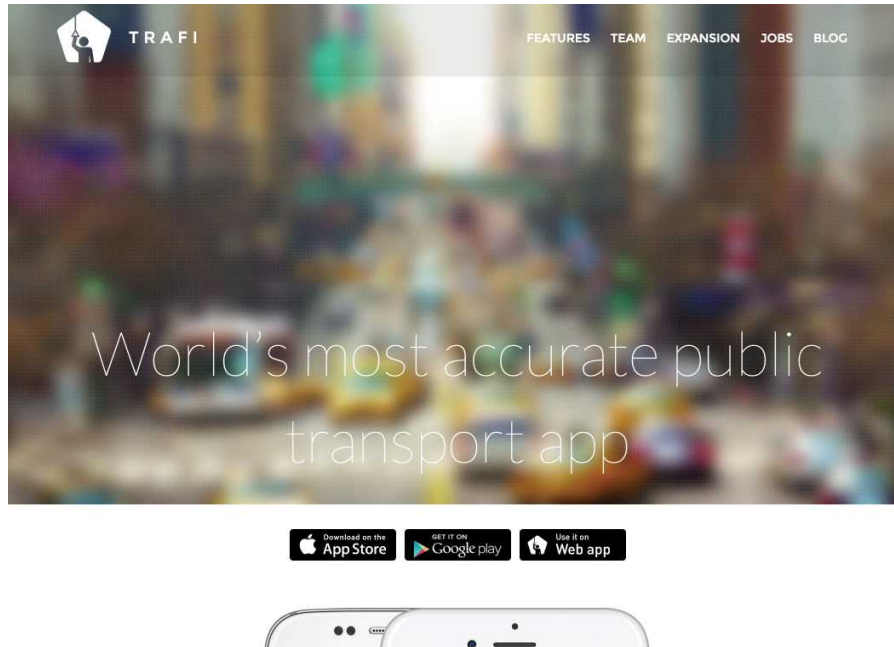 TRAFI
FEATURES TEAM EXPANSION JOBS BLOG
World's most accurate public
transport app
Download on the
App Store
GET IT ON
Google play
Use it on
Web app